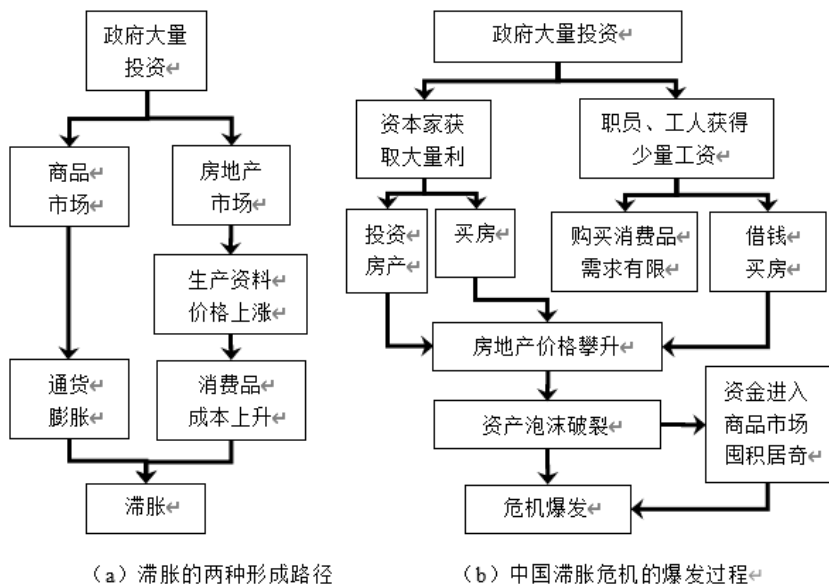 政府大量
投资↵
商品↵
市场↵
房地产
市场↵
生产资料↵
价格上涨↵
通货↵
膨胀↵
消费品↵
成本上升↵
滞胀↵
(a)滞胀的两种形成路径
政府大量投资↵
资本家获
取大量利
职员、工人获得
少量工资↵
投资↵
房产↵
买房↵
购买消费品↵
需求有限↵
借钱↵
买房↵
房地产价格攀升↵
资产泡沫破裂↵
资金进入
商品市场
囤积居奇↵
危机爆发↵
(b)中国滞胀危机的爆发过程↵